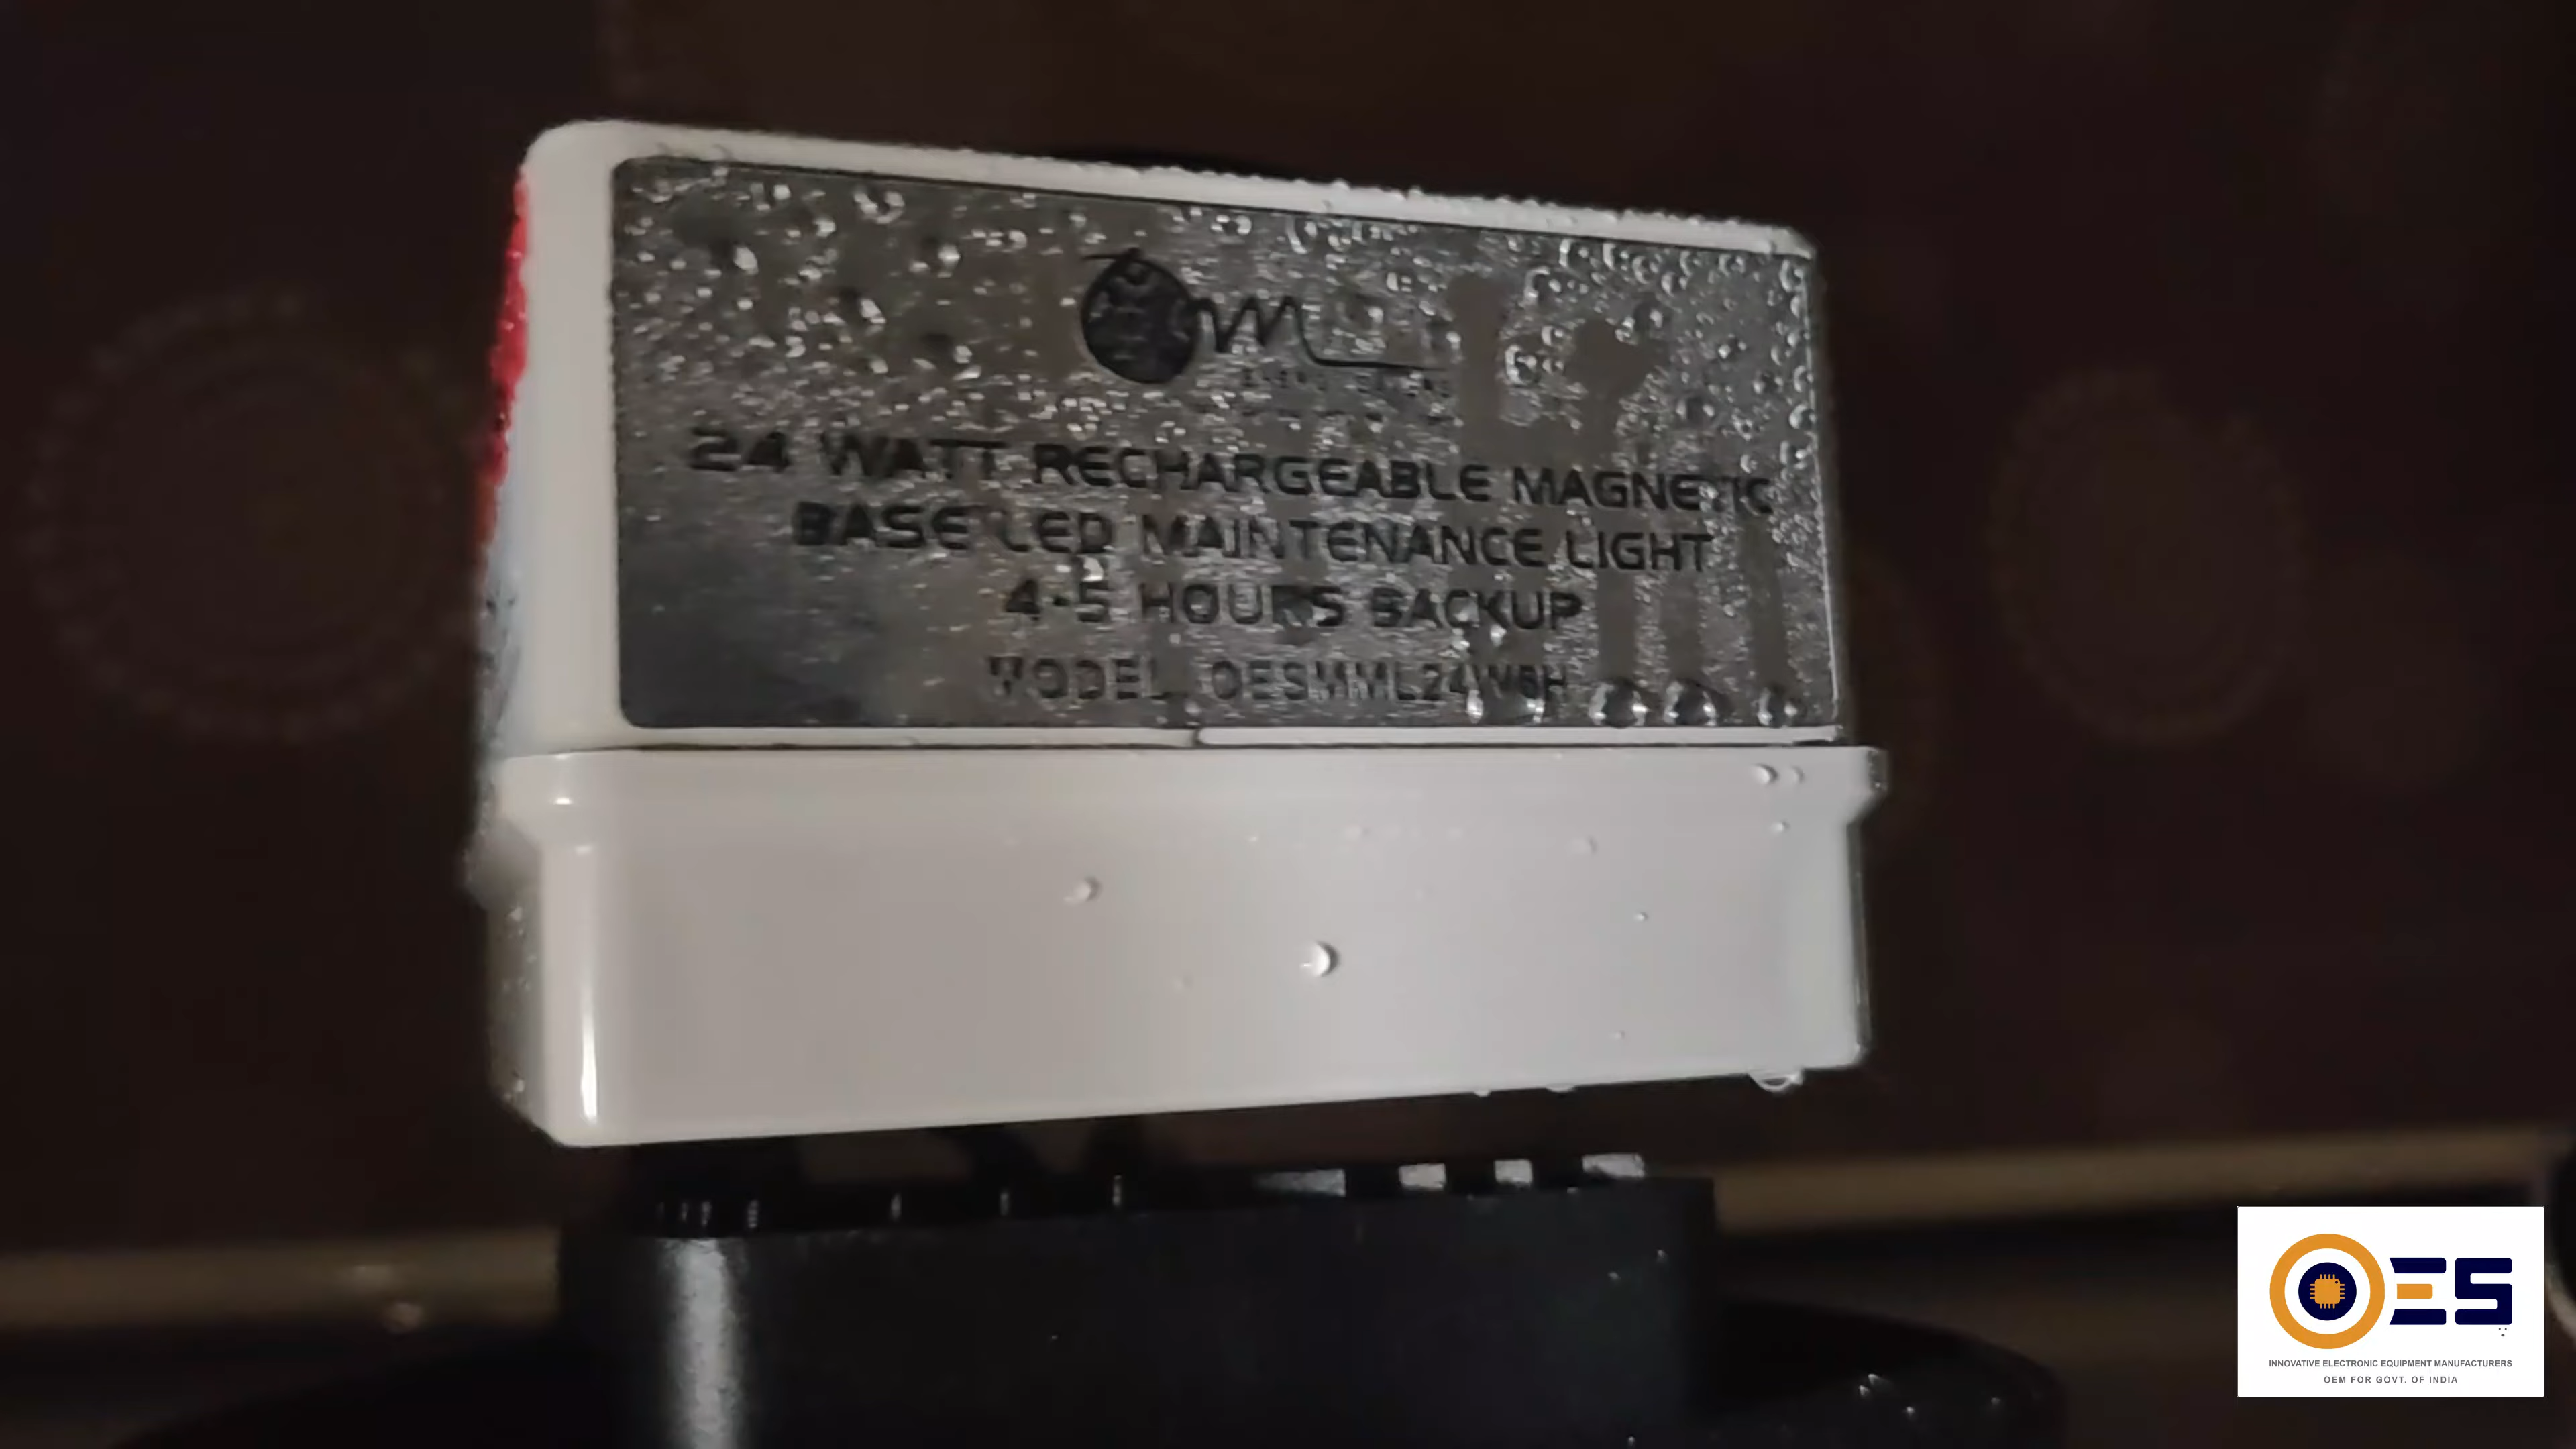 Om
24 WATT RECHARGEABLE MAGNETIC
BASE LED MAINTENANCE LIGHT
4-5 HOURS BACKUP
MODEL OESMML24W6H
OES
INNOVATIVE ELECTRONIC EQUIPMENT MANUFACTURERS
OEM FOR GOVT. OF INDIA